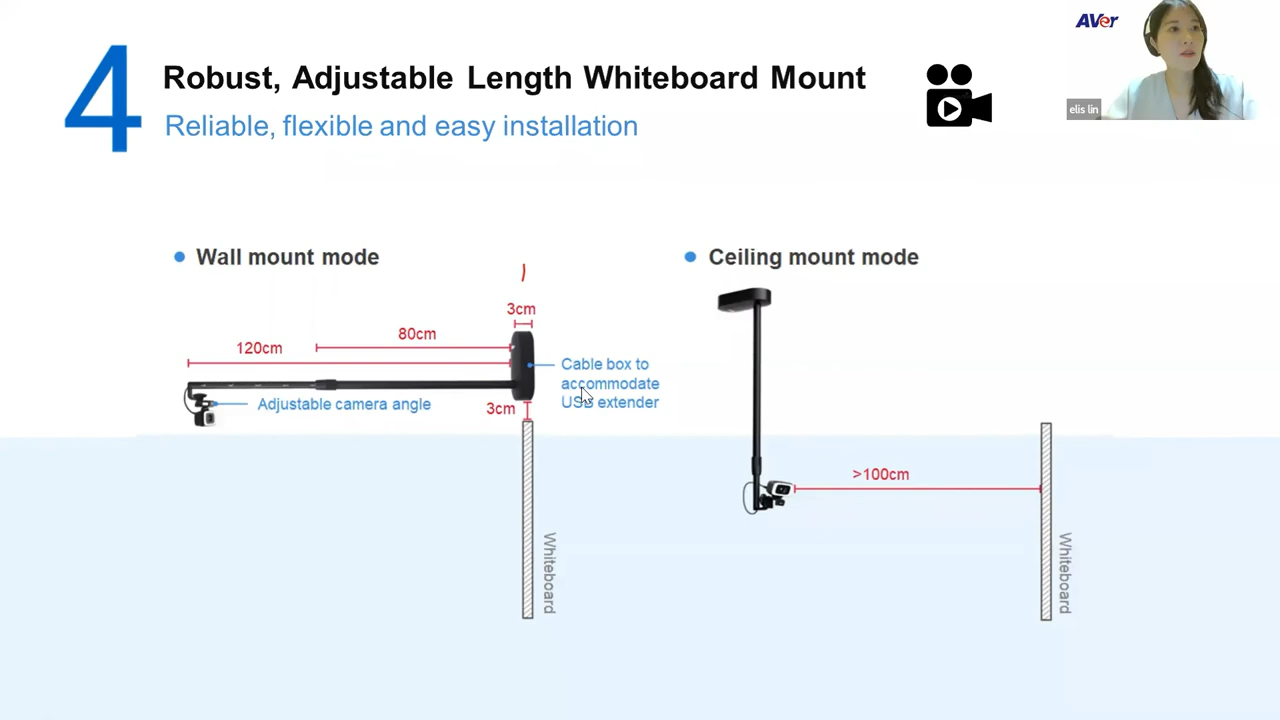 4
Robust, Adjustable Length Whiteboard Mount
Reliable, flexible and easy installation
AVer
elis lin
Wall mount mode
3cm
80cm
120cm
Cable box to
accommodate
USB extender
Adjustable camera angle
3cm
Whiteboard
Ceiling mount mode
>100cm
Whiteboard